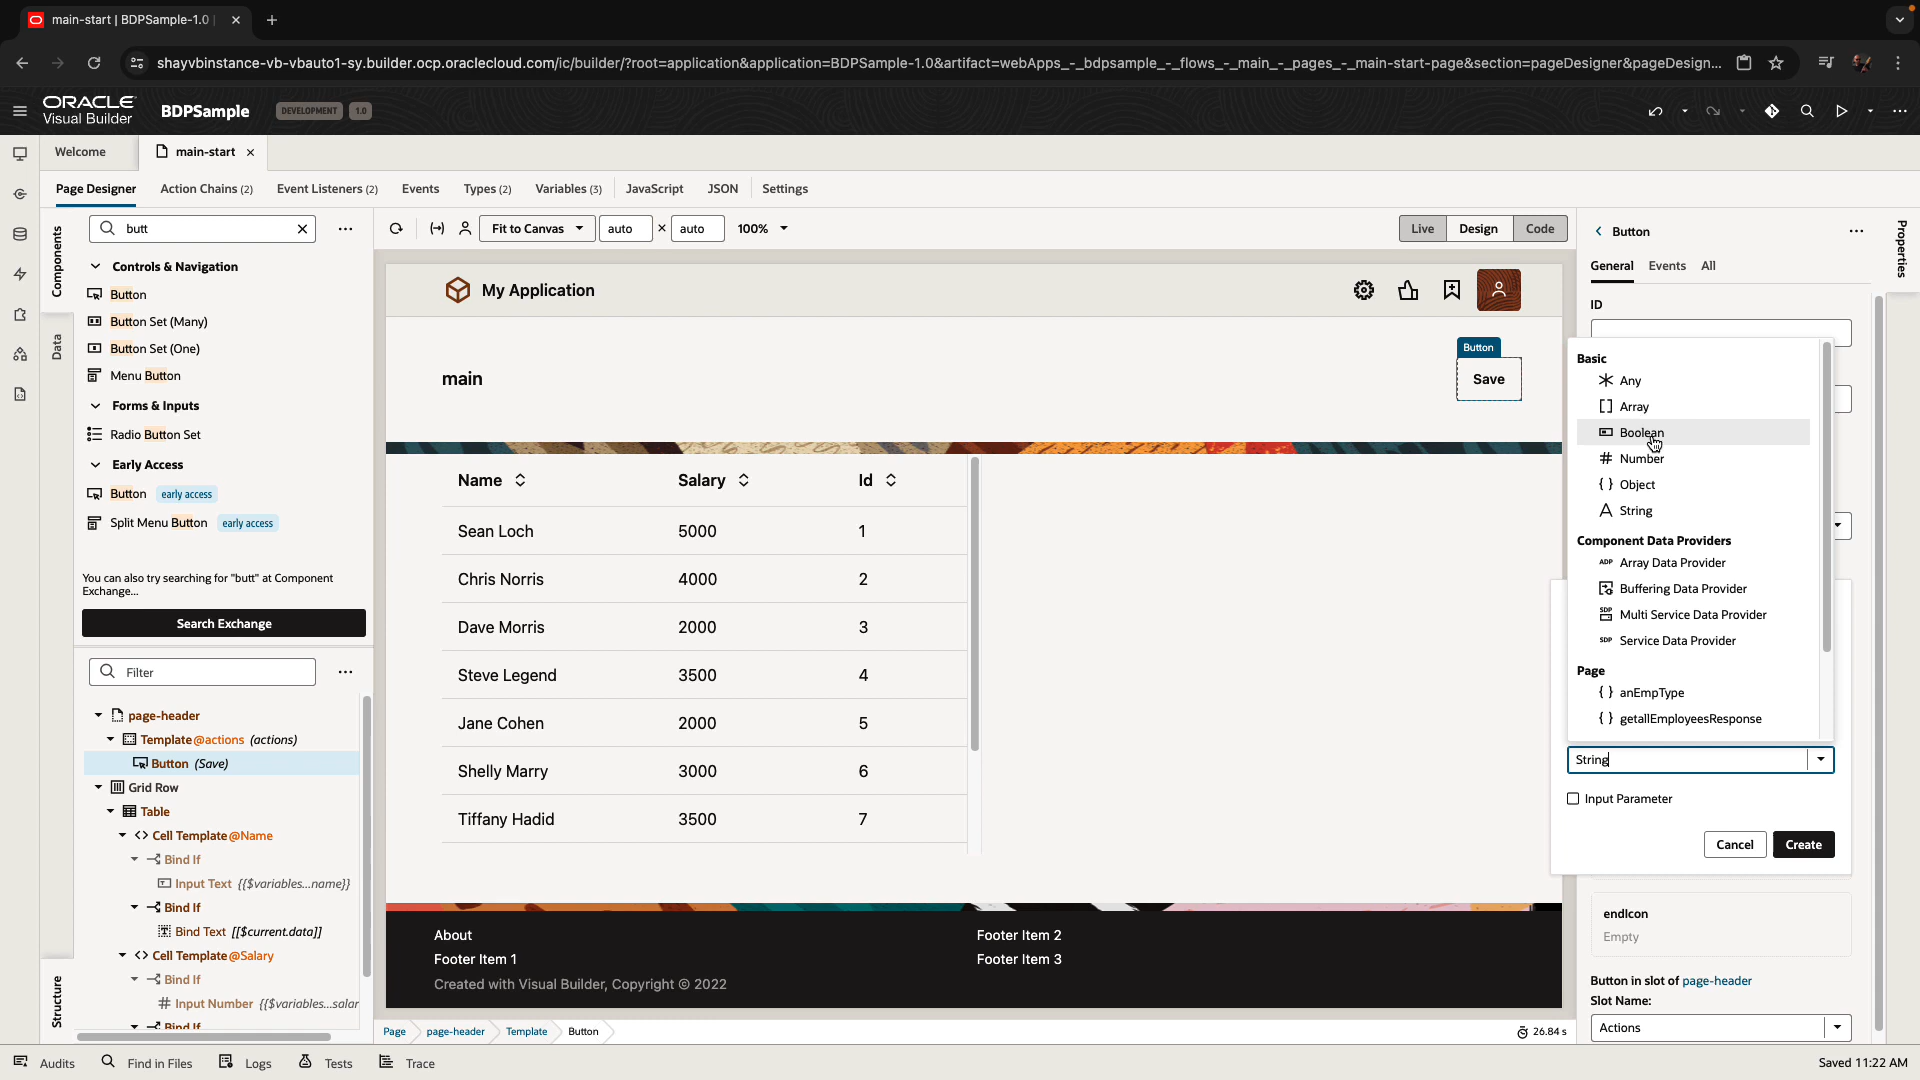 main-start | BDPSample-1.0 |
shayvbinstance-vb-vbauto1-sy.builder.ocp.oraclecloud.com/ic/builder/?root=application&application=BDPSample-1.0&artifact=webApps_-_bdpsample_-_flows_-_main_-_pages_-_main-start-page&section=pageDesigner&pageDesign...
ORACLE
Visual Builder
BDPSample
DEVELOPMENT
1.0
Welcome
main-start
Page Designer
Action Chains (2)
Event Listeners (2)
Events
Types (2)
Variables (3)
JavaScript
JSON
Settings
Components
Data
butt
Controls & Navigation
Button
Button Set (Many)
Button Set (One)
Menu Button
Forms & Inputs
Radio Button Set
Early Access
Button early access
Split Menu Button early access
You can also try searching for "butt" at Component
Exchange...
Search Exchange
Structure
Filter
page-header
Template@actions (actions)
Button (Save)
Grid Row
Table
Cell Template@Name
Bind If
Input Text {{$variables...name}}
Bind If
Bind Text [[$current.data]]
Cell Template@Salary
Bind If
Input Number {{$variables...salar
Bind If
Fit to Canvas
auto
×
auto
100%
Live
Design
Code
My Application
main
Button
Save
Name Salary Id
Sean Loch 5000 1
Chris Norris 4000 2
Dave Morris 2000 3
Steve Legend 3500 4
Jane Cohen 2000 5
Shelly Marry 3000 6
Tiffany Hadid 3500 7
About
Footer Item 2
Footer Item 1
Footer Item 3
Created with Visual Builder, Copyright © 2022
Page
page-header
Template
Button
26.84 s
Button
Properties
General
Events
All
ID
Basic
Any
Array
Boolean
Number
Object
String
Component Data Providers
ADP Array Data Provider
Buffering Data Provider
SDP Multi Service Data Provider
SDP Service Data Provider
Page
anEmpType
getallEmployeesResponse
String
Input Parameter
Cancel
Create
endIcon
Empty
Button in slot of page-header
Slot Name:
Actions
Audits
Find in Files
Logs
Tests
Trace
Saved 11:22 AM